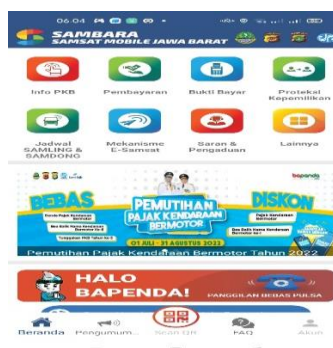 06.04
SAMBARA
SAMSAT MOBILE JAWA BARAT
Info PKB
Pembayaran
Bukti Bayar
Proteksi Kepemilikan
Jadwal SAMLING & SAMDONG
Mekanisme E-Samsat
Saran & Pengaduan
Lainnya
bapenda
BEBAS
PEMUTIHAN
PAJAK KENDARAAN
BERMOTOR
DISKON
01 JULI - 31 AGUSTUS 2022
Pemutihan Pajak Kendaraan Bermotor Tahun 2022
HALO
BAPENDA!
PANGGILAN BEBAS PULSA
Beranda
Pengumum...
Scan QR
FAQ
Akun